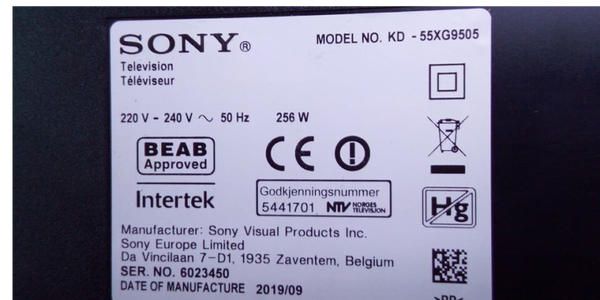 SONY®
MODEL NO. KD - 55XG9505
Television
Téléviseur
220 V - 240 V ~ 50 Hz 256 W
BEAB
Approved
CE
Intertek
Godkjenningsnummer
5441701 NTV NORGES TELEVISJON
Hg
Manufacturer: Sony Visual Products Inc.
Sony Europe Limited
Da Vincilaan 7-D1, 1935 Zaventem, Belgium
SER. NO. 6023450
DATE OF MANUFACTURE 2019/09